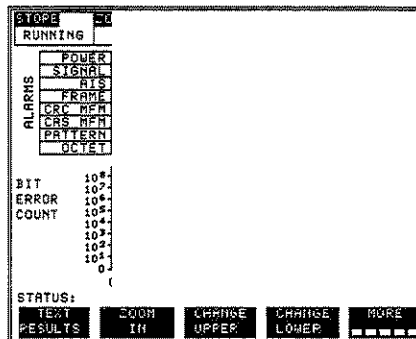 STOPE
RUNNING
ALARMS
POWER
SIGNAL
AIS
FRAME
CRC MFM
CAS MFM
PATTERN
OCTET
BIT
ERROR
COUNT
10⁸
10⁷
10⁶
10⁵
10⁴
10³
10²
10¹
0
STATUS:
TEXT
RESULTS
ZOOM
IN
CHANGE
UPPER
CHANGE
LOWER
MORE